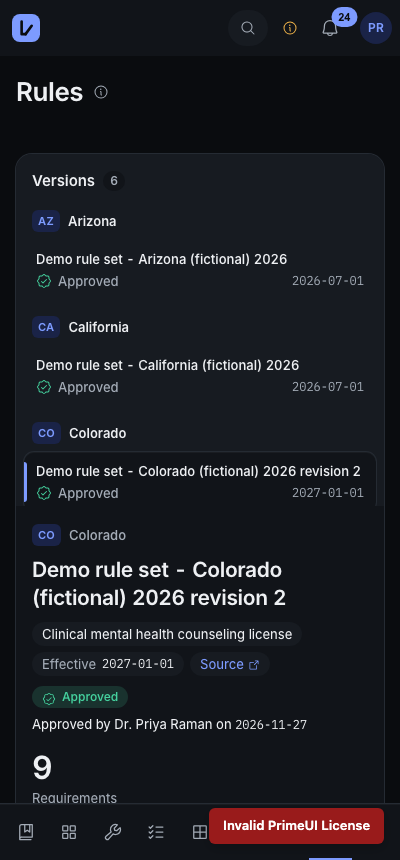 24
PR
Rules
Versions 6
AZ Arizona
Demo rule set - Arizona (fictional) 2026
Approved 2026-07-01
CA California
Demo rule set - California (fictional) 2026
Approved 2026-07-01
CO Colorado
Demo rule set - Colorado (fictional) 2026 revision 2
Approved 2027-01-01
CO Colorado
Demo rule set - Colorado
(fictional) 2026 revision 2
Clinical mental health counseling license
Effective 2027-01-01 Source
Approved
Approved by Dr. Priya Raman on 2026-11-27
9
Requirements
Invalid PrimeUI License